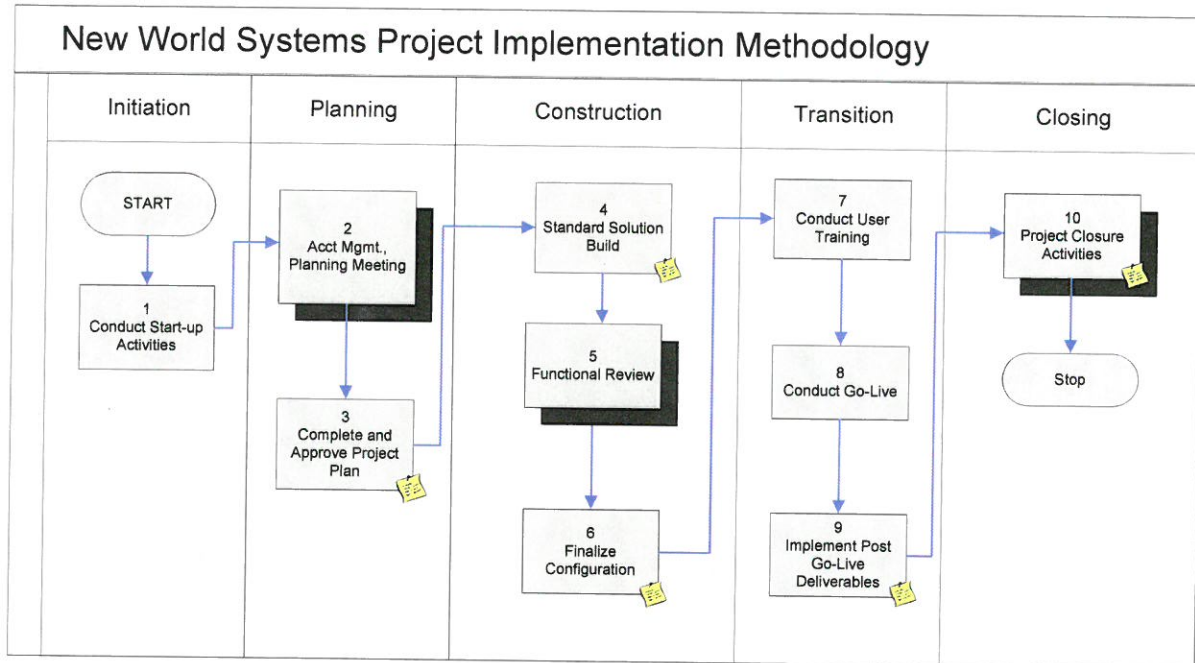 New World Systems Project Implementation Methodology
Initiation
Planning
Construction
Transition
Closing
START
1
Conduct Start-up
Activities
2
Acct Mgmt.,
Planning Meeting
3
Complete and
Approve Project
Plan
4
Standard Solution
Build
5
Functional Review
6
Finalize
Configuration
7
Conduct User
Training
8
Conduct Go-Live
9
Implement Post
Go-Live
Deliverables
10
Project Closure
Activities
Stop